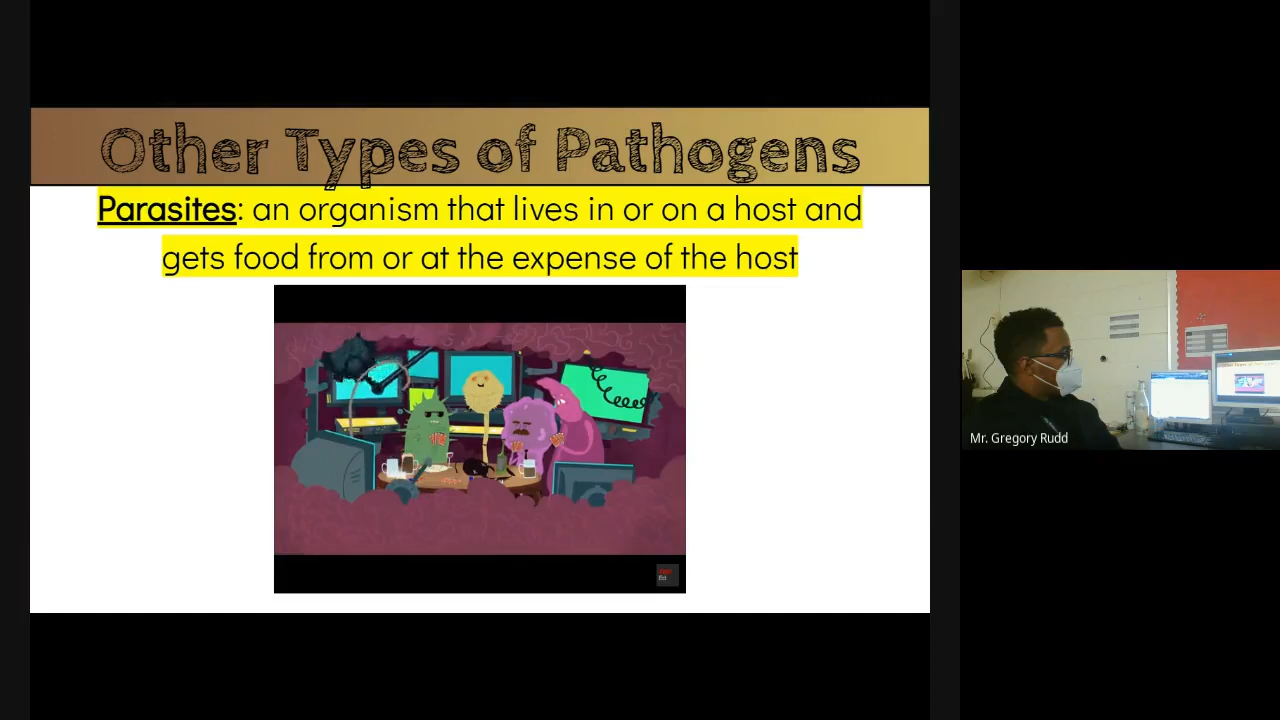 Other Types of Pathogens
Parasites: an organism that lives in or on a host and
gets food from or at the expense of the host
Mr. Gregory Rudd